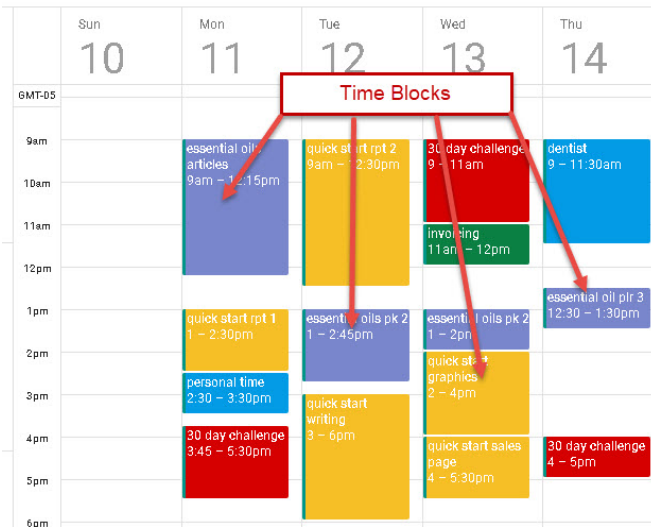 Sun Mon Tue Wed Thu
10 11 12 13 14
GMT-05
Time Blocks
9am
10am
11am
12pm
1pm
2pm
3pm
4pm
5pm
6pm
essential oils
articles
9am – 12:15pm
quick start rpt 1
1 – 2:30pm
personal time
2:30 – 3:30pm
30 day challenge
3:45 – 5:30pm
quick start rpt 2
9am – 12:30pm
essential oils pk 2
1 – 2:45pm
quick start
writing
3 – 6pm
30 day challenge
9 – 11am
invoicing
11am – 12pm
essential oils pk 2
1 – 2pm
quick start
graphics
2 – 4pm
quick start sales
page
4 – 5:30pm
dentist
9 – 11:30am
essential oil plr 3
12:30 – 1:30pm
30 day challenge
4 – 5pm